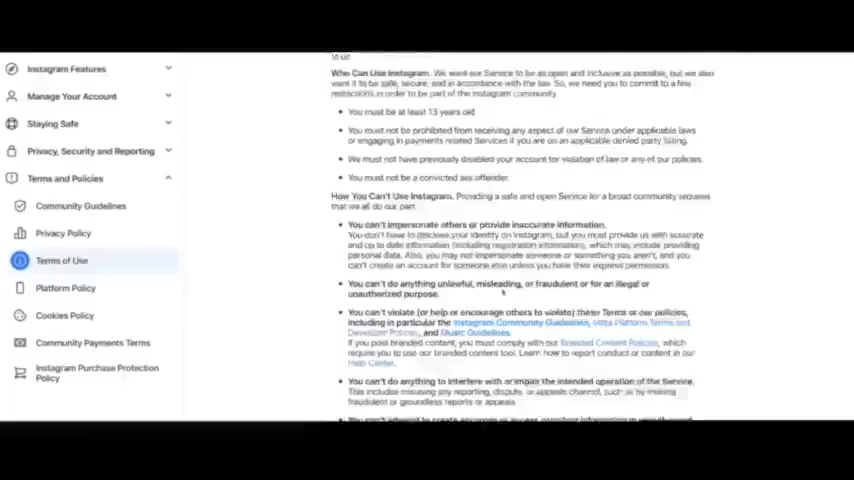 Instagram Features
Manage Your Account
Staying Safe
Privacy, Security and Reporting
Terms and Policies
Community Guidelines
Privacy Policy
Terms of Use
Platform Policy
Cookies Policy
Community Payments Terms
Instagram Purchase Protection
Policy
to us:
Who Can Use Instagram. We want our Service to be as open and inclusive as possible, but we also
want it to be safe, secure, and in accordance with the law. So, we need you to commit to a few
restrictions in order to be part of the Instagram community.
• You must be at least 13 years old.
• You must not be prohibited from receiving any aspect of our Service under applicable laws
or engaging in payments related Services if you are on an applicable denied party listing.
• We must not have previously disabled your account for violation of law or any of our policies.
• You must not be a convicted sex offender.
How You Can't Use Instagram. Providing a safe and open Service for a broad community requires
that we all do our part.
• You can't impersonate others or provide inaccurate information.
You don't have to disclose your identity on Instagram, but you must provide us with accurate
and up to date information (including registration information), which may include providing
personal data. Also, you may not impersonate someone or something you aren't, and you
can't create an account for someone else unless you have their express permission.
• You can't do anything unlawful, misleading, or fraudulent or for an illegal or
unauthorized purpose.
• You can't violate (or help or encourage others to violate) these Terms or our policies,
including in particular the Instagram Community Guidelines, Meta Platform Terms and
Developer Policies, and Music Guidelines.
If you post branded content, you must comply with our Branded Content Policies, which
require you to use our branded content tool. Learn how to report conduct or content in our
Help Center.
• You can't do anything to interfere with or impair the intended operation of the Service.
This includes misusing any reporting, dispute, or appeals channel, such as by making
fraudulent or groundless reports or appeals.